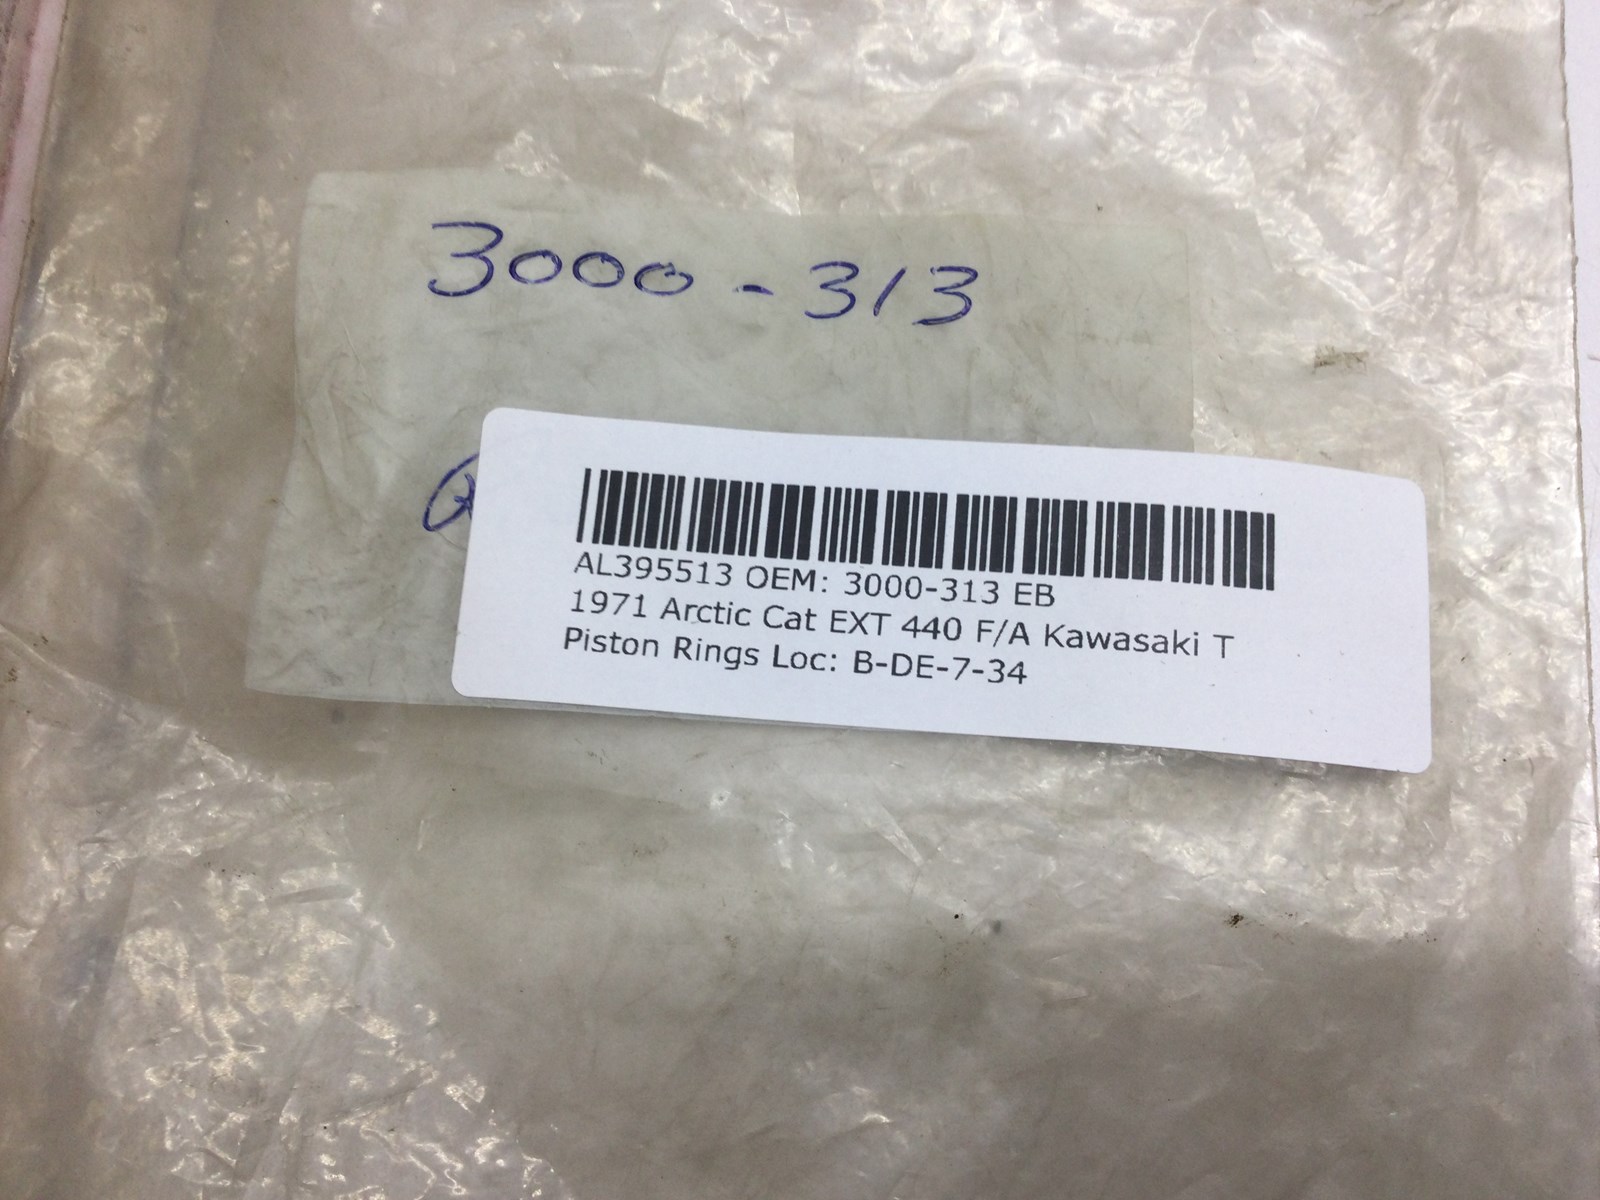 3000-313
AL395513 OEM: 3000-313 EB
1971 Arctic Cat EXT 440 F/A Kawasaki T
Piston Rings Loc: B-DE-7-34